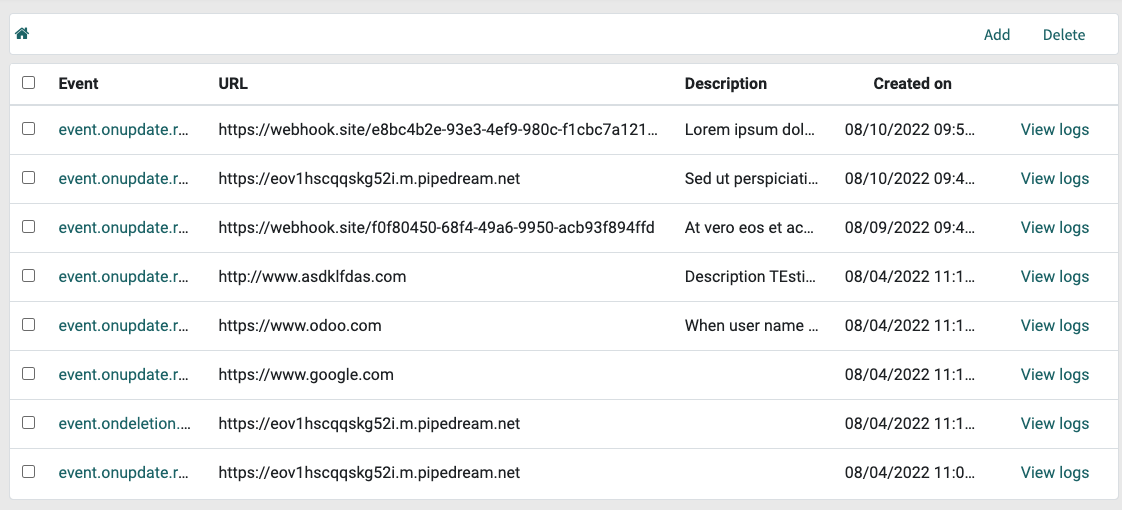 Add Delete
Event URL Description Created on
event.onupdate.r... https://webhook.site/e8bc4b2e-93e3-4ef9-980c-f1cbc7a121... Lorem ipsum dol... 08/10/2022 09:5... View logs
event.onupdate.r... https://eov1hscqqskg52i.m.pipedream.net Sed ut perspiciati... 08/10/2022 09:4... View logs
event.onupdate.r... https://webhook.site/f0f80450-68f4-49a6-9950-acb93f894ffd At vero eos et ac... 08/09/2022 09:4... View logs
event.onupdate.r... http://www.asdklfdas.com Description TEsti... 08/04/2022 11:1... View logs
event.onupdate.r... https://www.odoo.com When user name ... 08/04/2022 11:1... View logs
event.onupdate.r... https://www.google.com 08/04/2022 11:1... View logs
event.ondeletion.... https://eov1hscqqskg52i.m.pipedream.net 08/04/2022 11:1... View logs
event.onupdate.r... https://eov1hscqqskg52i.m.pipedream.net 08/04/2022 11:0... View logs